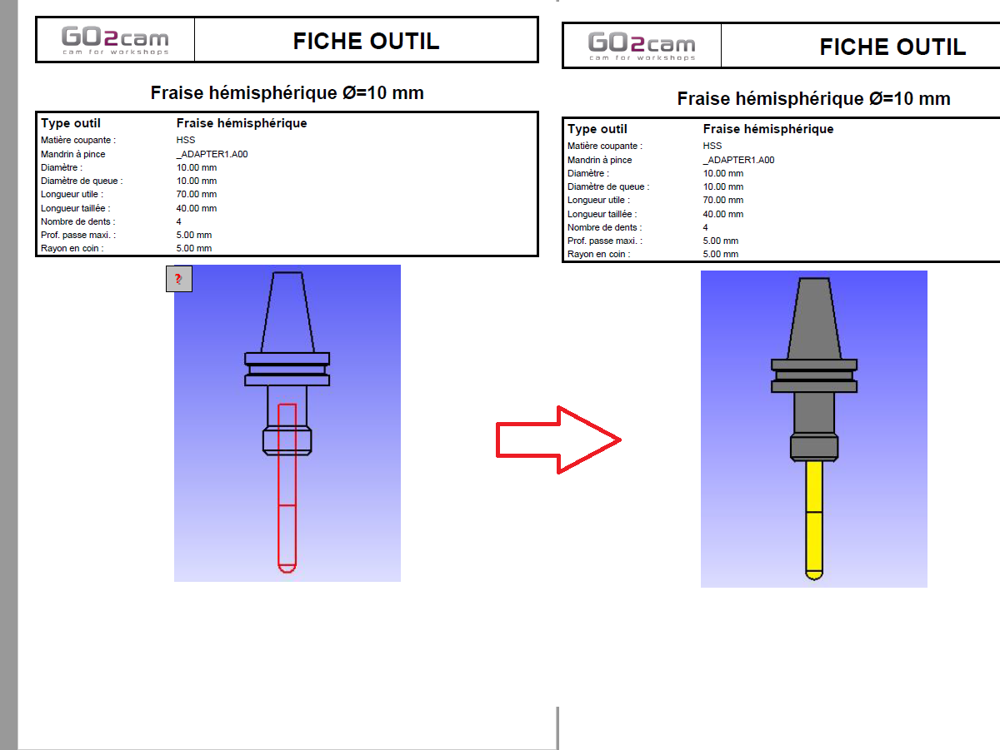 GO2cam
cam for workshops
FICHE OUTIL
Fraise hémisphérique Ø=10 mm
Type outil Fraise hémisphérique
Matière coupante : HSS
Mandrin à pince _ADAPTER1.A00
Diamètre : 10.00 mm
Diamètre de queue : 10.00 mm
Longueur utile : 70.00 mm
Longueur taillée : 40.00 mm
Nombre de dents : 4
Prof. passe maxi. : 5.00 mm
Rayon en coin : 5.00 mm
?
GO2cam
cam for workshops
FICHE OUTIL
Fraise hémisphérique Ø=10 mm
Type outil Fraise hémisphérique
Matière coupante : HSS
Mandrin à pince _ADAPTER1.A00
Diamètre : 10.00 mm
Diamètre de queue : 10.00 mm
Longueur utile : 70.00 mm
Longueur taillée : 40.00 mm
Nombre de dents : 4
Prof. passe maxi. : 5.00 mm
Rayon en coin : 5.00 mm